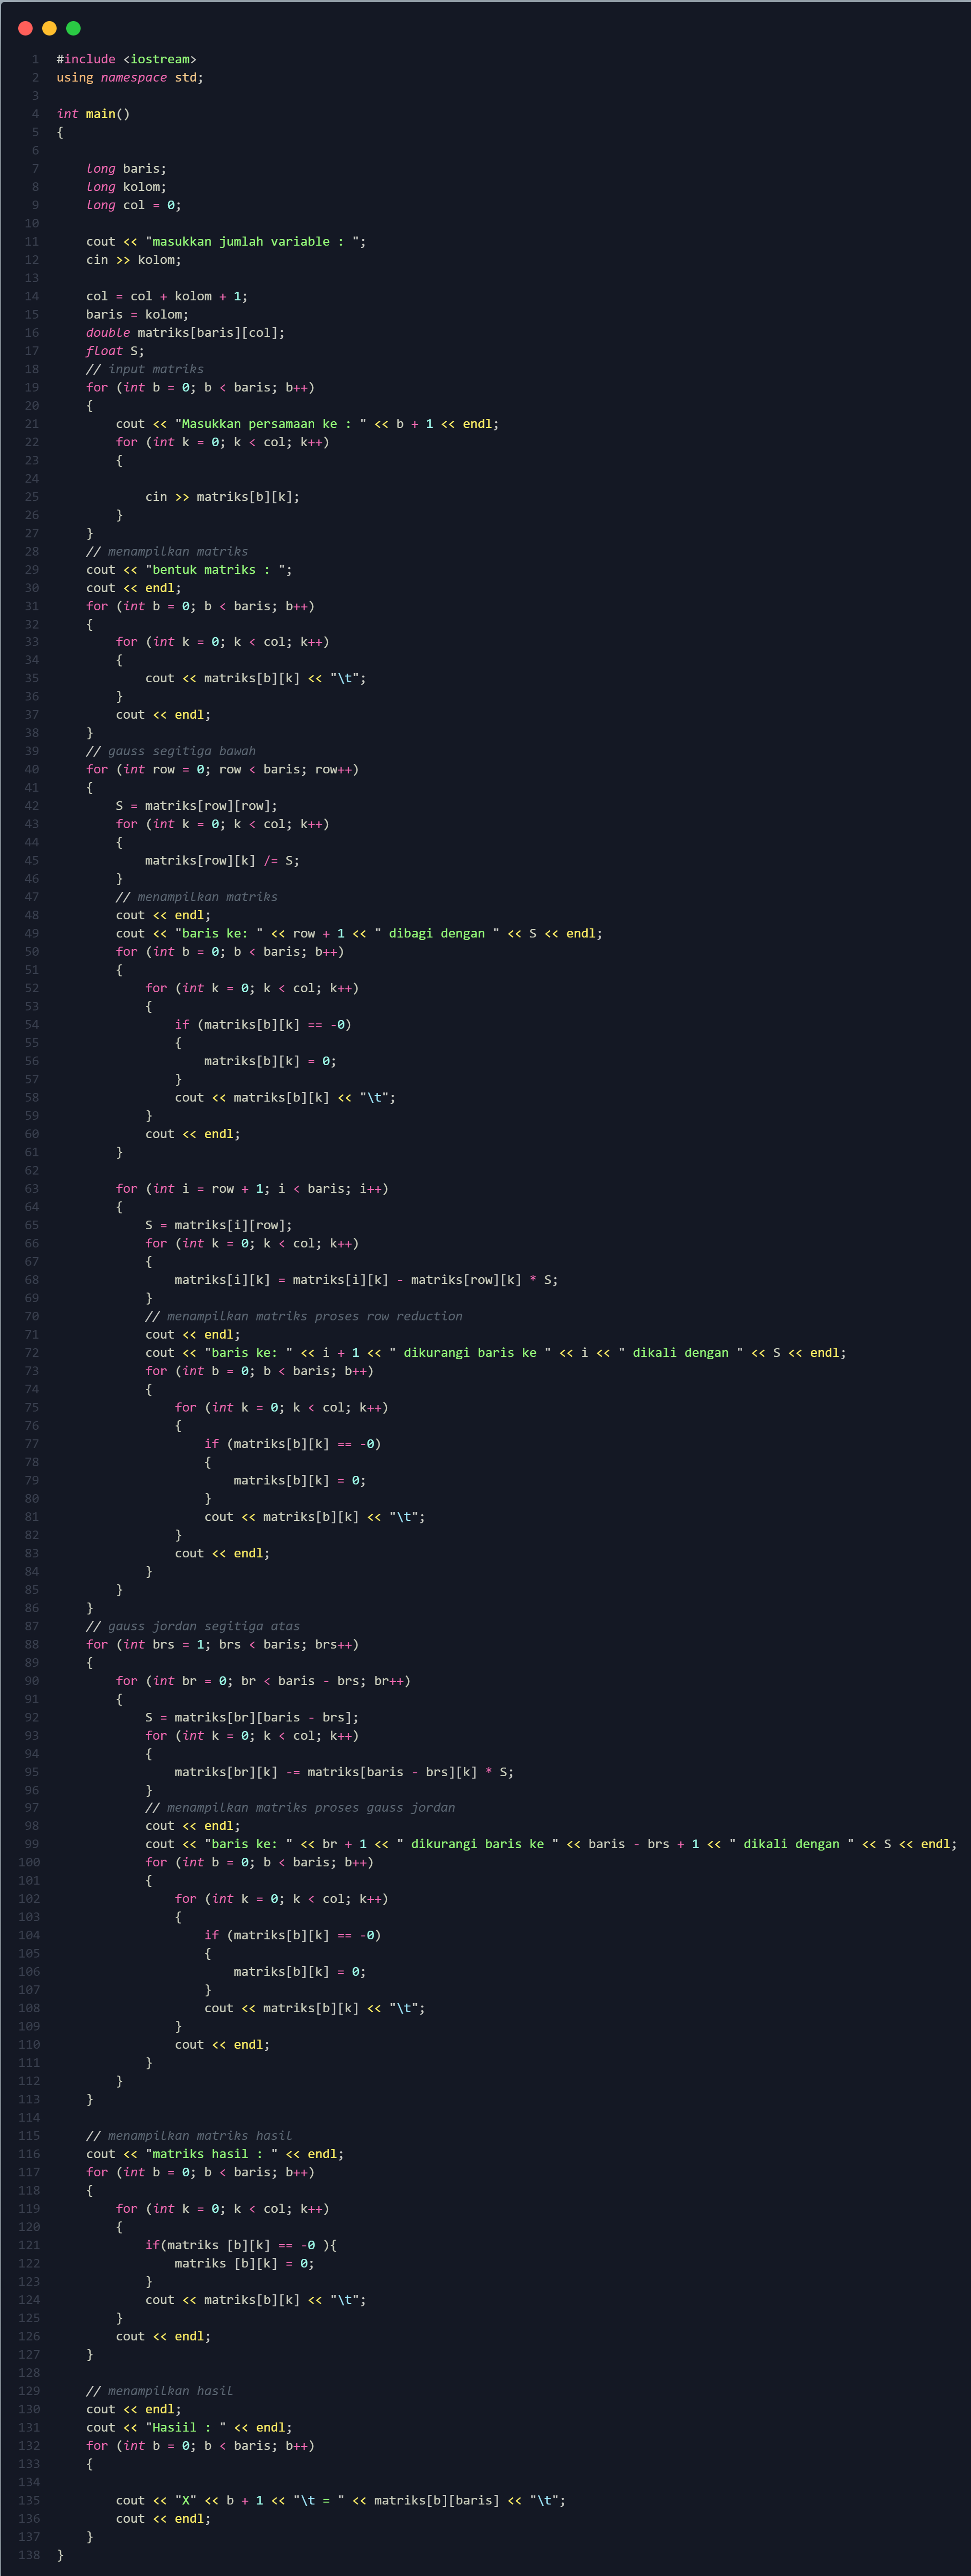 1 #include <iostream>
2 using namespace std;
3
4 int main()
5 {
6
7     long baris;
8     long kolom;
9     long col = 0;
10
11     cout << "masukkan jumlah variable : ";
12     cin >> kolom;
13
14     col = col + kolom + 1;
15     baris = kolom;
16     double matriks[baris][col];
17     float S;
18     // input matriks
19     for (int b = 0; b < baris; b++)
20     {
21         cout << "Masukkan persamaan ke : " << b + 1 << endl;
22         for (int k = 0; k < col; k++)
23         {
24
25             cin >> matriks[b][k];
26         }
27     }
28     // menampilkan matriks
29     cout << "bentuk matriks : ";
30     cout << endl;
31     for (int b = 0; b < baris; b++)
32     {
33         for (int k = 0; k < col; k++)
34         {
35             cout << matriks[b][k] << "\t";
36         }
37         cout << endl;
38     }
39     // gauss segitiga bawah
40     for (int row = 0; row < baris; row++)
41     {
42         S = matriks[row][row];
43         for (int k = 0; k < col; k++)
44         {
45             matriks[row][k] /= S;
46         }
47         // menampilkan matriks
48         cout << endl;
49         cout << "baris ke: " << row + 1 << " dibagi dengan " << S << endl;
50         for (int b = 0; b < baris; b++)
51         {
52             for (int k = 0; k < col; k++)
53             {
54                 if (matriks[b][k] == -0)
55                 {
56                     matriks[b][k] = 0;
57                 }
58                 cout << matriks[b][k] << "\t";
59             }
60             cout << endl;
61         }
62
63         for (int i = row + 1; i < baris; i++)
64         {
65             S = matriks[i][row];
66             for (int k = 0; k < col; k++)
67             {
68                 matriks[i][k] = matriks[i][k] - matriks[row][k] * S;
69             }
70             // menampilkan matriks proses row reduction
71             cout << endl;
72             cout << "baris ke: " << i + 1 << " dikurangi baris ke " << i << " dikali dengan " << S << endl;
73             for (int b = 0; b < baris; b++)
74             {
75                 for (int k = 0; k < col; k++)
76                 {
77                     if (matriks[b][k] == -0)
78                     {
79                         matriks[b][k] = 0;
80                     }
81                     cout << matriks[b][k] << "\t";
82                 }
83                 cout << endl;
84             }
85         }
86     }
87     // gauss jordan segitiga atas
88     for (int brs = 1; brs < baris; brs++)
89     {
90         for (int br = 0; br < baris - brs; br++)
91         {
92             S = matriks[br][baris - brs];
93             for (int k = 0; k < col; k++)
94             {
95                 matriks[br][k] -= matriks[baris - brs][k] * S;
96             }
97             // menampilkan matriks proses gauss jordan
98             cout << endl;
99             cout << "baris ke: " << br + 1 << " dikurangi baris ke " << baris - brs + 1 << " dikali dengan " << S << endl;
100             for (int b = 0; b < baris; b++)
101             {
102                 for (int k = 0; k < col; k++)
103                 {
104                     if (matriks[b][k] == -0)
105                     {
106                         matriks[b][k] = 0;
107                     }
108                     cout << matriks[b][k] << "\t";
109                 }
110                 cout << endl;
111             }
112         }
113     }
114
115     // menampilkan matriks hasil
116     cout << "matriks hasil : " << endl;
117     for (int b = 0; b < baris; b++)
118     {
119         for (int k = 0; k < col; k++)
120         {
121             if(matriks [b][k] == -0 ){
122                 matriks [b][k] = 0;
123             }
124             cout << matriks[b][k] << "\t";
125         }
126         cout << endl;
127     }
128
129     // menampilkan hasil
130     cout << endl;
131     cout << "Hasiil : " << endl;
132     for (int b = 0; b < baris; b++)
133     {
134
135         cout << "X" << b + 1 << "\t = " << matriks[b][baris] << "\t";
136         cout << endl;
137     }
138 }